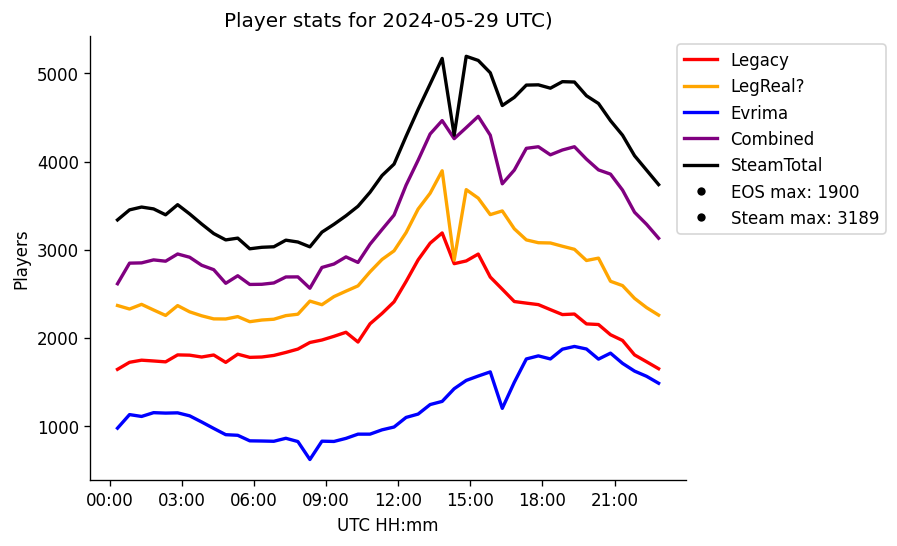 Player stats for 2024-05-29 UTC)
Legacy
LegReal?
Evrima
Combined
SteamTotal
EOS max: 1900
Steam max: 3189
Players
5000
4000
3000
2000
1000
00:00 03:00 06:00 09:00 12:00 15:00 18:00 21:00
UTC HH:mm